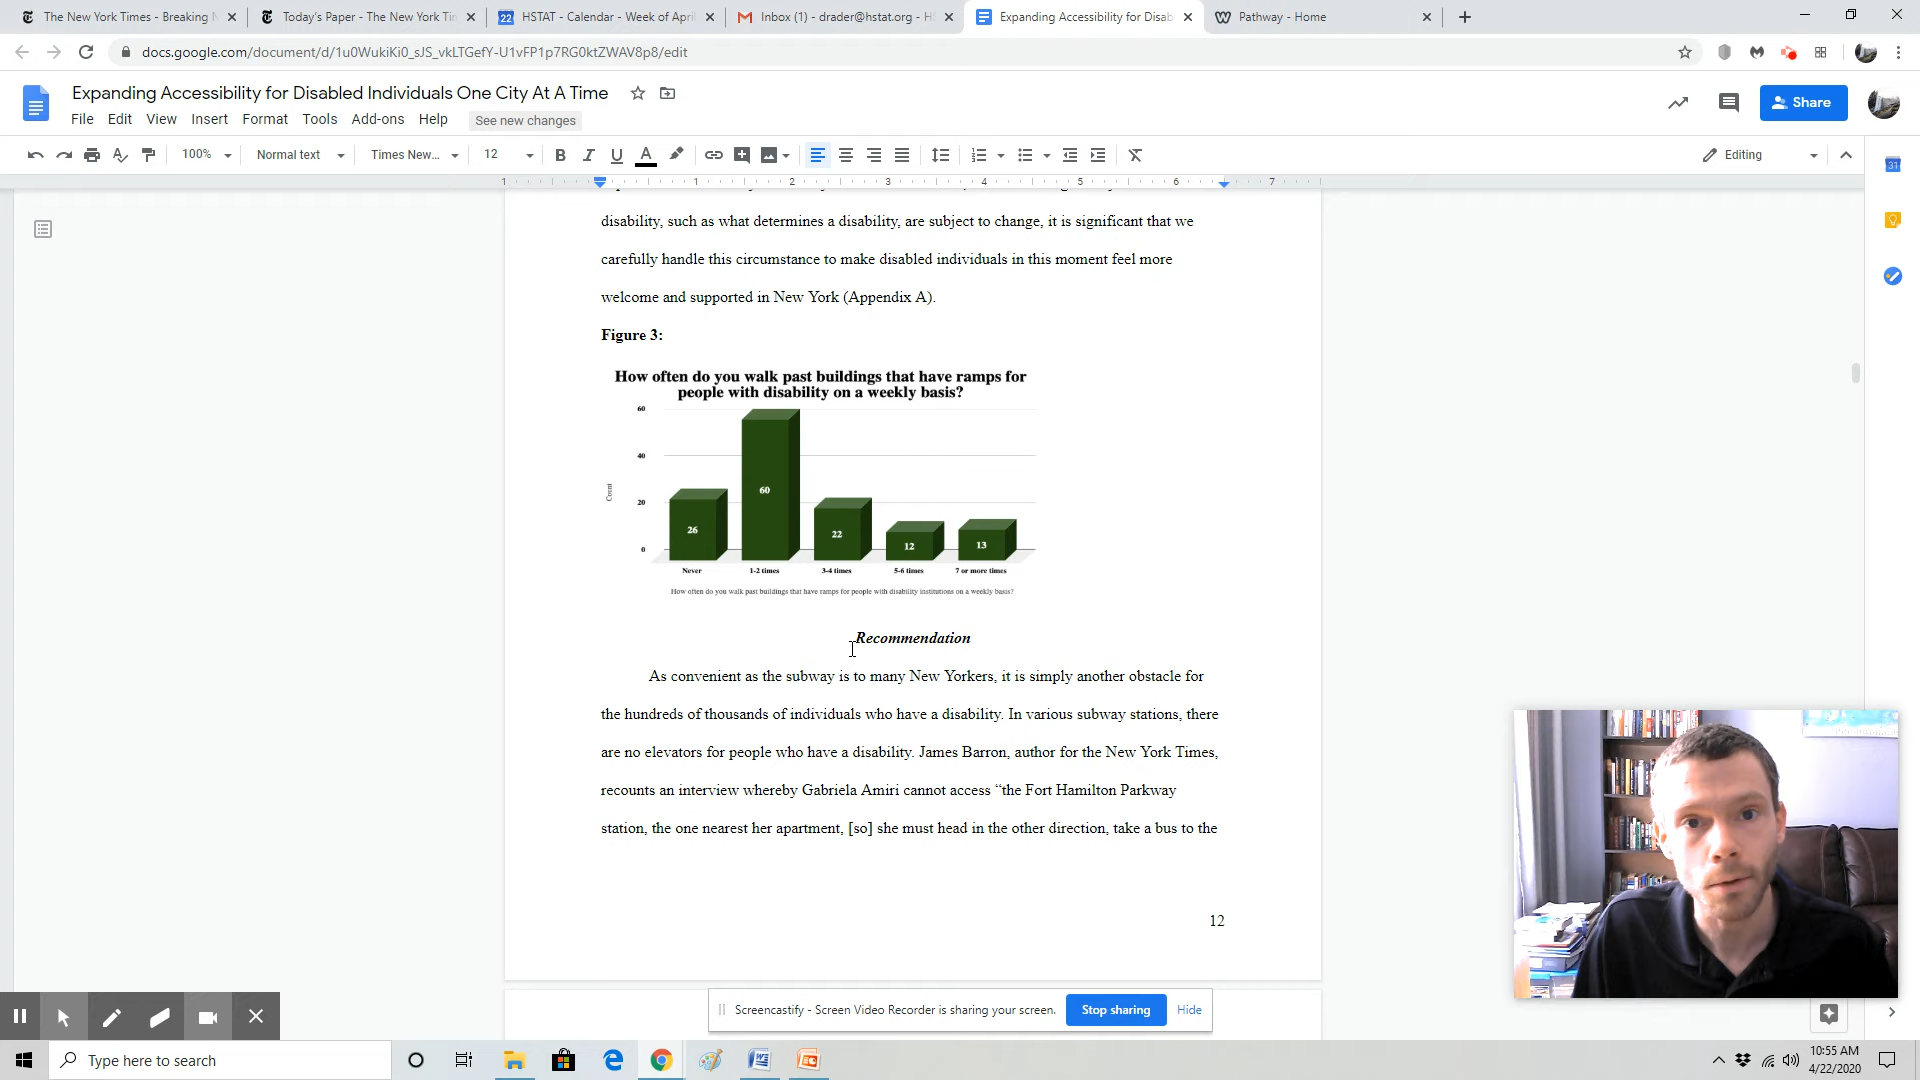 The New York Times - Breaking N
Today's Paper - The New York Tim
HSTAT - Calendar - Week of April
Inbox (1) - drader@hstat.org - HS
Expanding Accessibility for Disab
Pathway - Home
docs.google.com/document/d/1u0WukiKi0_sJS_vkLTGefY-U1vFP1p7RG0ktZWAV8p8/edit
Expanding Accessibility for Disabled Individuals One City At A Time
Share
File Edit View Insert Format Tools Add-ons Help See new changes
100% Normal text Times New... 12 B I U A Editing
1 1 2 3 4 5 6 7
31
disability, such as what determines a disability, are subject to change, it is significant that we
carefully handle this circumstance to make disabled individuals in this moment feel more
welcome and supported in New York (Appendix A).
Figure 3:
How often do you walk past buildings that have ramps for
people with disability on a weekly basis?
60
40
20
0
Count
26
60
22
12
13
Never 1-2 times 3-4 times 5-6 times 7 or more times
How often do you walk past buildings that have ramps for people with disability institutions on a weekly basis?
Recommendation
As convenient as the subway is to many New Yorkers, it is simply another obstacle for
the hundreds of thousands of individuals who have a disability. In various subway stations, there
are no elevators for people who have a disability. James Barron, author for the New York Times,
recounts an interview whereby Gabriela Amiri cannot access “the Fort Hamilton Parkway
station, the one nearest her apartment, [so] she must head in the other direction, take a bus to the
12
Screencastify - Screen Video Recorder is sharing your screen. Stop sharing Hide
Type here to search
10:55 AM
4/22/2020